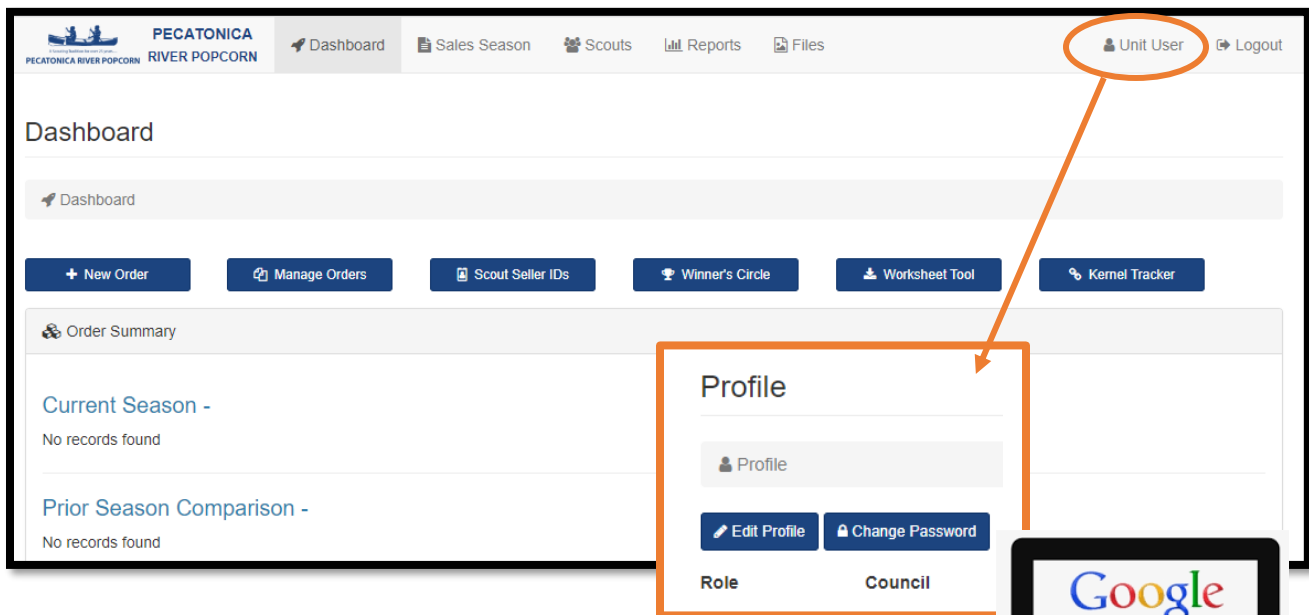 PECATONICA
RIVER POPCORN
PECATONICA RIVER POPCORN
Dashboard
Sales Season
Scouts
Reports
Files
Unit User
Logout
Dashboard
Dashboard
New Order
Manage Orders
Scout Seller IDs
Winner's Circle
Worksheet Tool
Kernel Tracker
Order Summary
Current Season -
No records found
Prior Season Comparison -
No records found
Profile
Profile
Edit Profile
Change Password
Role Council
Google